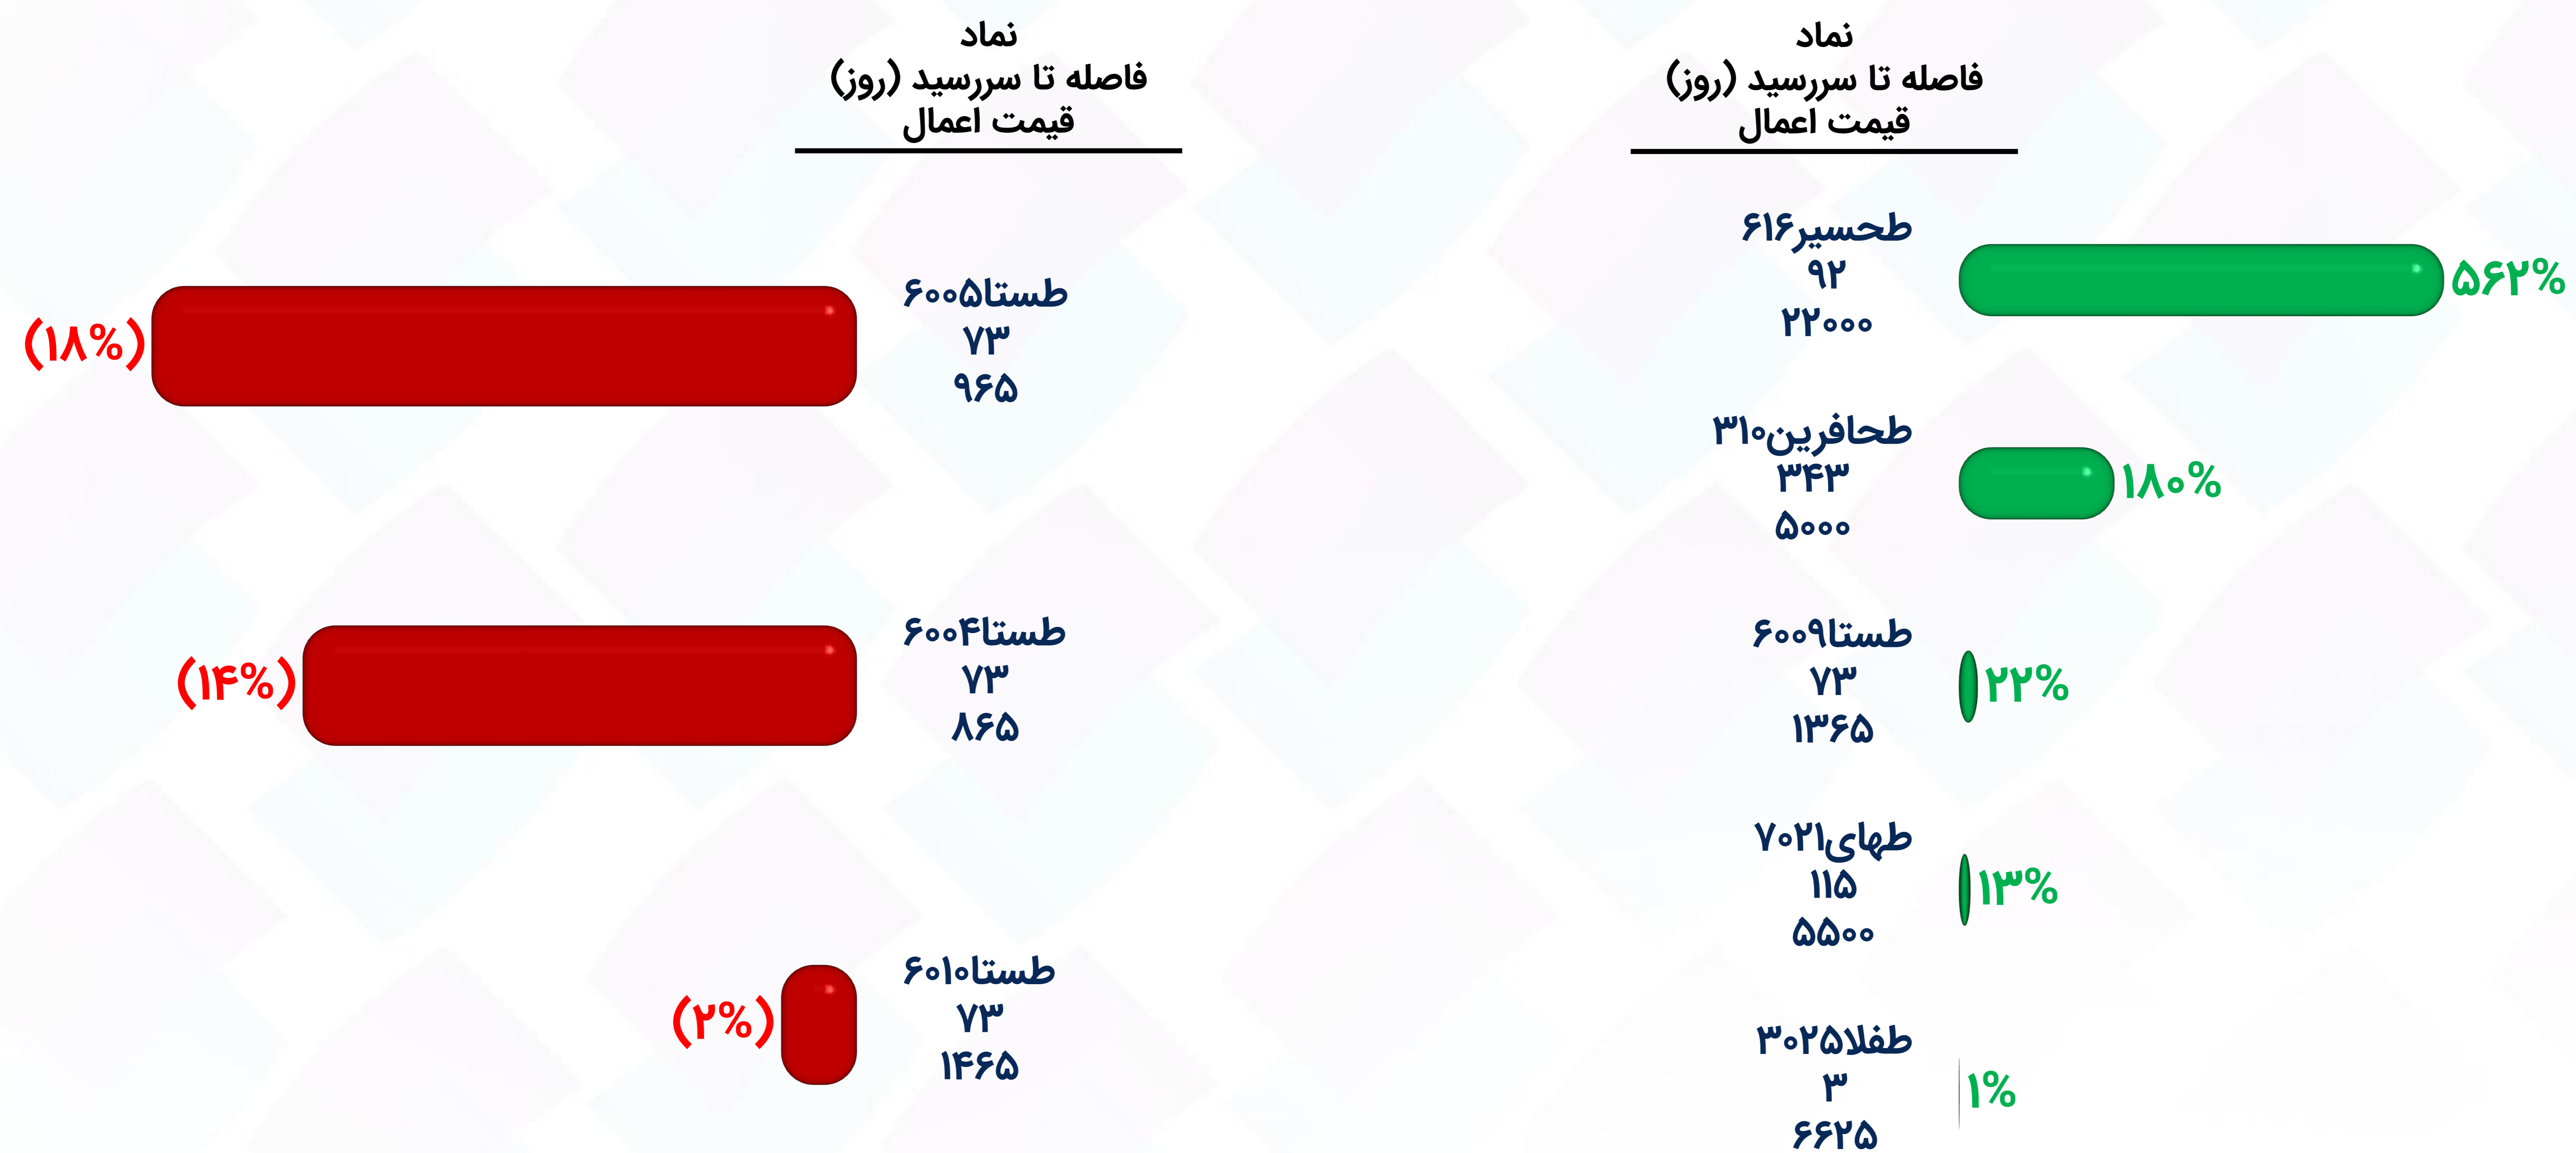 نماد
فاصله تا سررسید (روز)
قیمت اعمال
طحسیر۶۱۶
۹۲
۲۲۰۰۰
۵۶۲%
طحافرین۳۱۰
۳۴۳
۵۰۰۰
۱۸۰%
طستا۶۰۰۹
۷۳
۱۳۶۵
۲۲%
طهای۷۰۲۱
۱۱۵
۵۵۰۰
۱۳%
طفلا۳۰۲۵
۳
۶۶۲۵
۱%
نماد
فاصله تا سررسید (روز)
قیمت اعمال
طستا۶۰۰۵
۷۳
۹۶۵
(۱۸%)
طستا۶۰۰۴
۷۳
۸۶۵
(۱۴%)
طستا۶۰۱۰
۷۳
۱۴۶۵
(۲%)